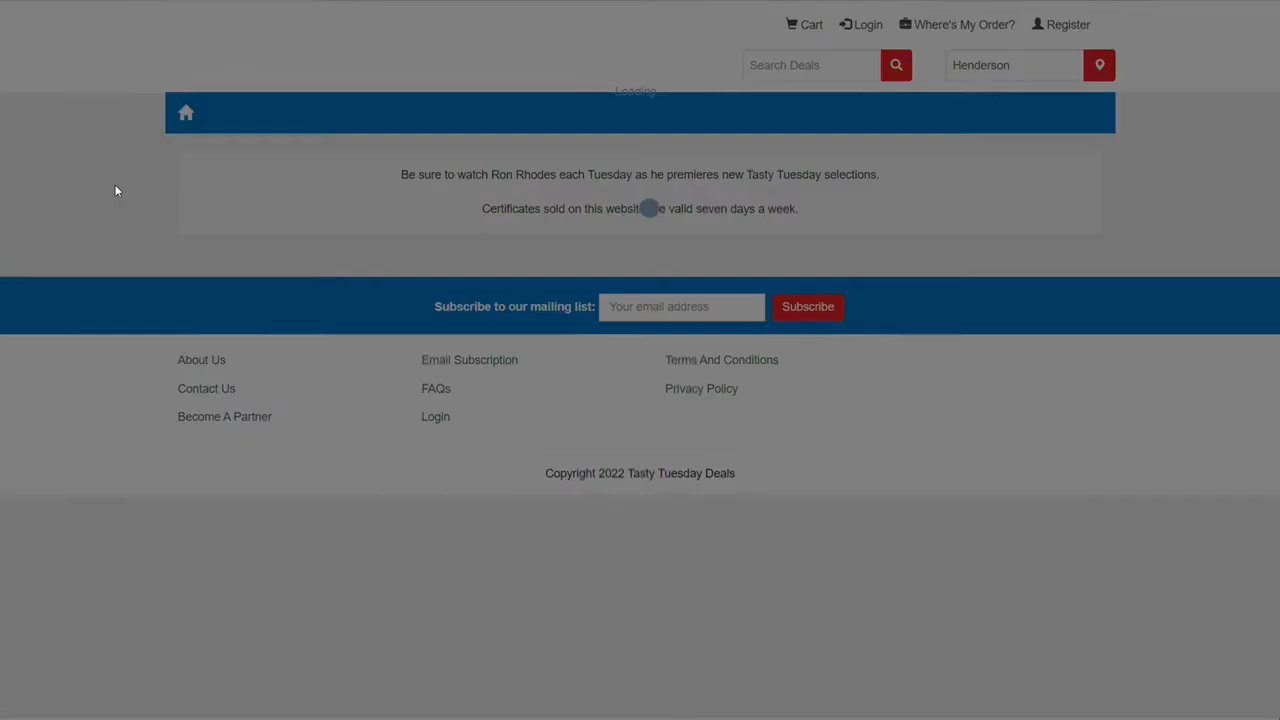 Cart Login Where's My Order? Register
Search Deals Henderson
Loading...
Be sure to watch Ron Rhodes each Tuesday as he premieres new Tasty Tuesday selections.
Certificates sold on this website valid seven days a week.
Subscribe to our mailing list: Your email address Subscribe
About Us Email Subscription Terms And Conditions
Contact Us FAQs Privacy Policy
Become A Partner Login
Copyright 2022 Tasty Tuesday Deals